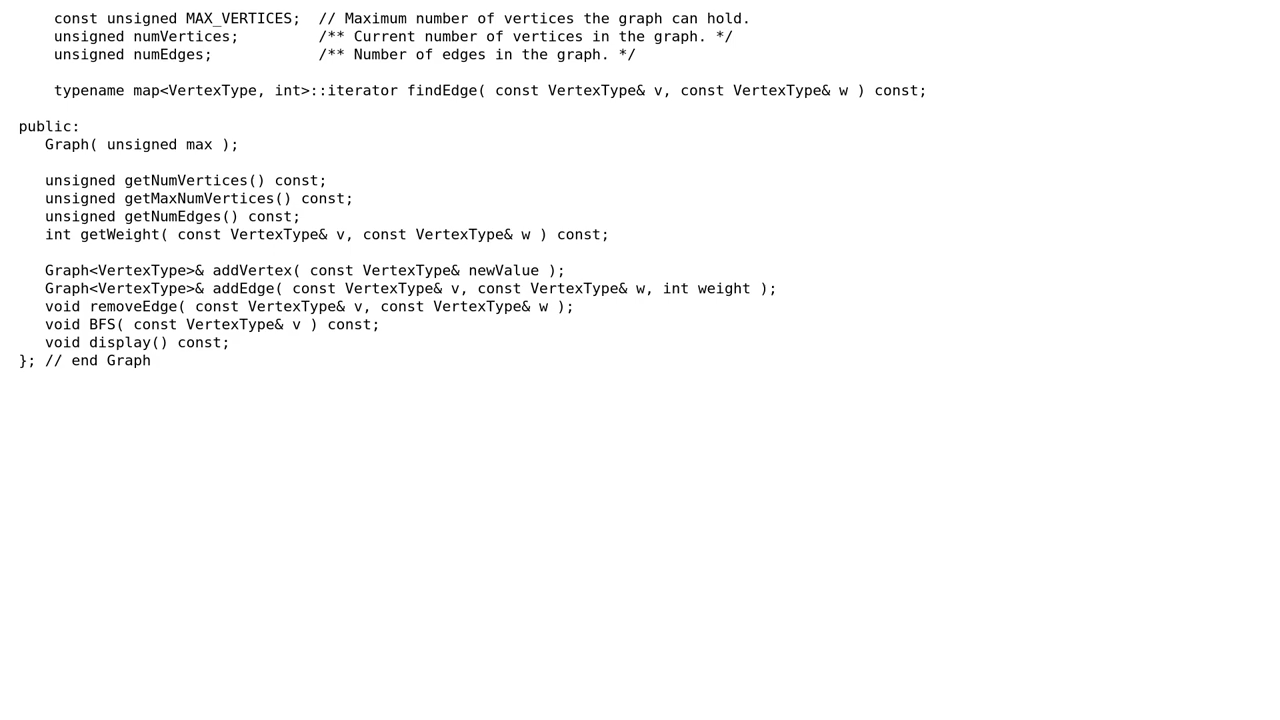 const unsigned MAX_VERTICES;  // Maximum number of vertices the graph can hold.
    unsigned numVertices;         /** Current number of vertices in the graph. */
    unsigned numEdges;            /** Number of edges in the graph. */

    typename map<VertexType, int>::iterator findEdge( const VertexType& v, const VertexType& w ) const;

public:
   Graph( unsigned max );

   unsigned getNumVertices() const;
   unsigned getMaxNumVertices() const;
   unsigned getNumEdges() const;
   int getWeight( const VertexType& v, const VertexType& w ) const;

   Graph<VertexType>& addVertex( const VertexType& newValue );
   Graph<VertexType>& addEdge( const VertexType& v, const VertexType& w, int weight );
   void removeEdge( const VertexType& v, const VertexType& w );
   void BFS( const VertexType& v ) const;
   void display() const;
}; // end Graph